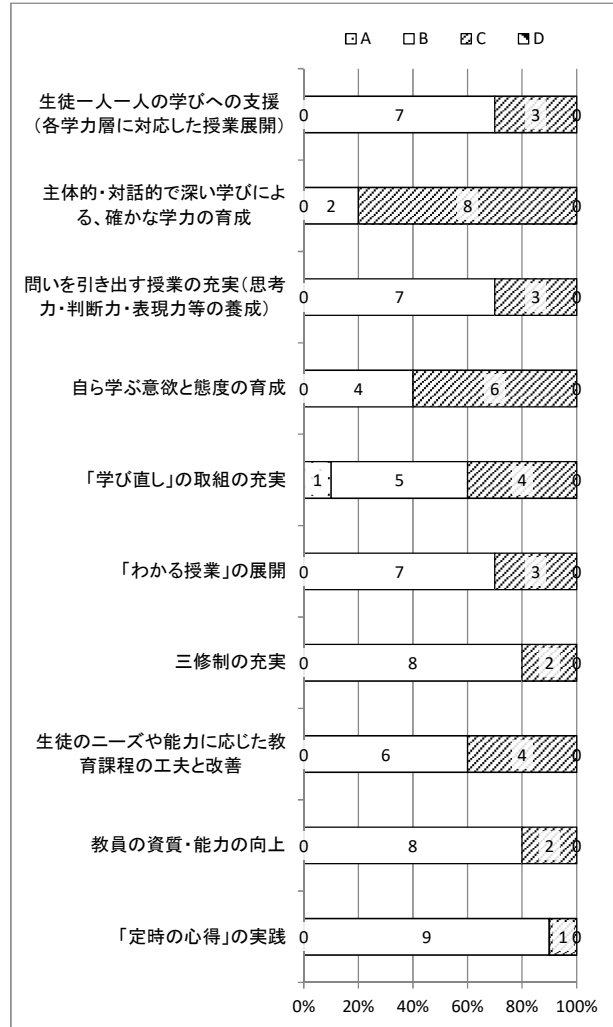 A B C D
生徒一人一人の学びへの支援
(各学力層に対応した授業展開)
0 7 3 0
主体的・対話的で深い学びによ
る、確かな学力の育成
0 2 8 0
問いを引き出す授業の充実(思考
力・判断力・表現力等の養成)
0 7 3 0
自ら学ぶ意欲と態度の育成
0 4 6 0
「学び直し」の取組の充実
1 5 4 0
「わかる授業」の展開
0 7 3 0
三修制の充実
0 8 2 0
生徒のニーズや能力に応じた教
育課程の工夫と改善
0 6 4 0
教員の資質・能力の向上
0 8 2 0
「定時の心得」の実践
0 9 1 0
0% 20% 40% 60% 80% 100%